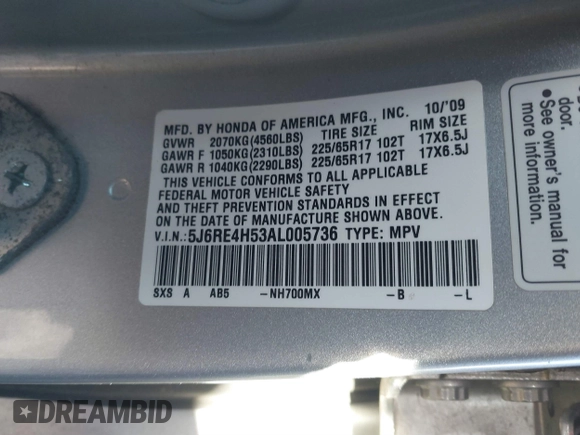 MFD. BY HONDA OF AMERICA MFG., INC. 10/'09
GVWR 2070KG(4560LBS) TIRE SIZE RIM SIZE
GAWR F 1050KG(2310LBS) 225/65R17 102T 17X6.5J
GAWR R 1040KG(2290LBS) 225/65R17 102T 17X6.5J
THIS VEHICLE CONFORMS TO ALL APPLICABLE
FEDERAL MOTOR VEHICLE SAFETY
AND THEFT PREVENTION STANDARDS IN EFFECT
ON THE DATE OF MANUFACTURE SHOWN ABOVE.
V.I.N.:5J6RE4H53AL005736 TYPE: MPV
SXS A AB5 -NH700MX -B -L
door.
• See owner's manual for
more information.
DREAMBID